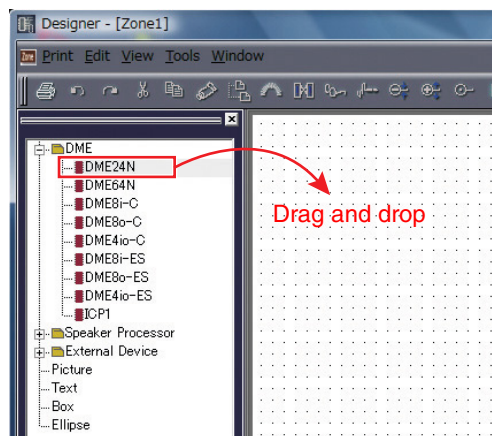 Designer - [Zone1]
Zone Print Edit View Tools Window
DME
DME24N
DME64N
DME8i-C
DME8o-C
DME4io-C
DME8i-ES
DME8o-ES
DME4io-ES
ICP1
Speaker Processor
External Device
Picture
Text
Box
Ellipse
Drag and drop